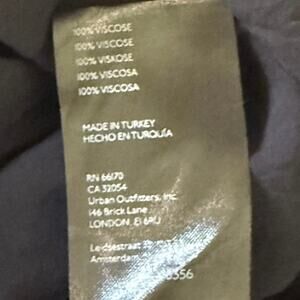 100% VISCOSE
100% VISCOSE
100% VISKOSE
100% VISCOSA
100% VISCOSA
MADE IN TURKEY
HECHO EN TURQUÍA
RN 66170
CA 32054
Urban Outfitters, Inc.
146 Brick Lane
LONDON, E1 6RU
Leidsestraat
Amsterdam